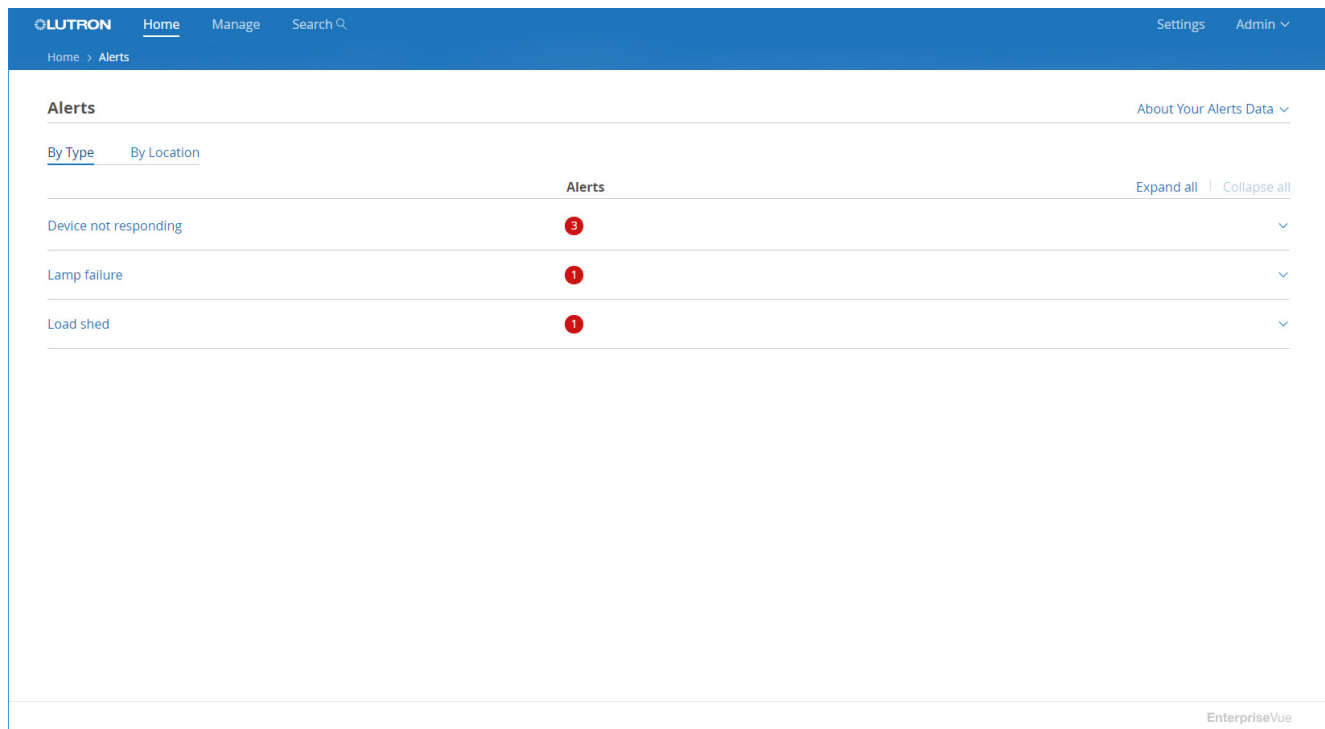 LUTRON Home Manage Search Settings Admin
Home > Alerts
Alerts About Your Alerts Data
By Type By Location
Alerts Expand all | Collapse all
Device not responding 3
Lamp failure 1
Load shed 1
EnterpriseVue